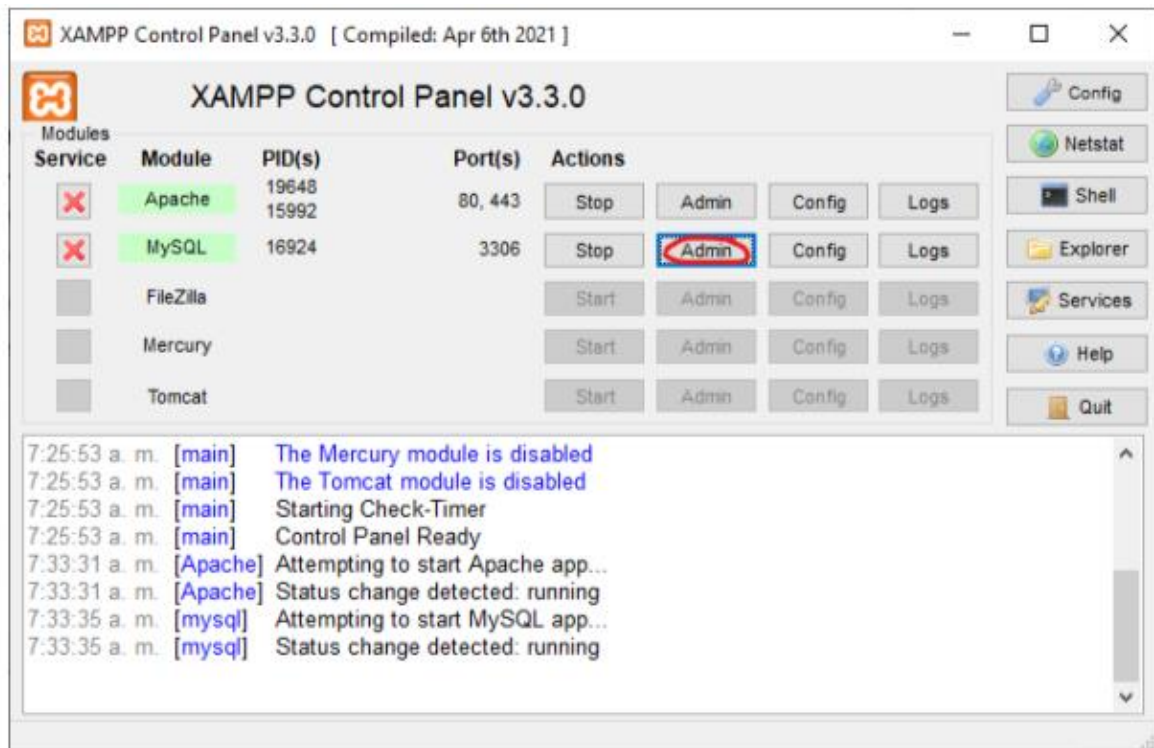 XAMPP Control Panel v3.3.0 [ Compiled: Apr 6th 2021 ]
XAMPP Control Panel v3.3.0
Config
Modules
Netstat
Service Module PID(s) Port(s) Actions
Apache 19648 15992 80, 443 Stop Admin Config Logs
Shell
MySQL 16924 3306 Stop Admin Config Logs
Explorer
FileZilla Start Admin Config Logs
Services
Mercury Start Admin Config Logs
Help
Tomcat Start Admin Config Logs
Quit
7:25:53 a. m. [main] The Mercury module is disabled
7:25:53 a. m. [main] The Tomcat module is disabled
7:25:53 a. m. [main] Starting Check-Timer
7:25:53 a. m. [main] Control Panel Ready
7:33:31 a. m. [Apache] Attempting to start Apache app...
7:33:31 a. m. [Apache] Status change detected: running
7:33:35 a. m. [mysql] Attempting to start MySQL app...
7:33:35 a. m. [mysql] Status change detected: running